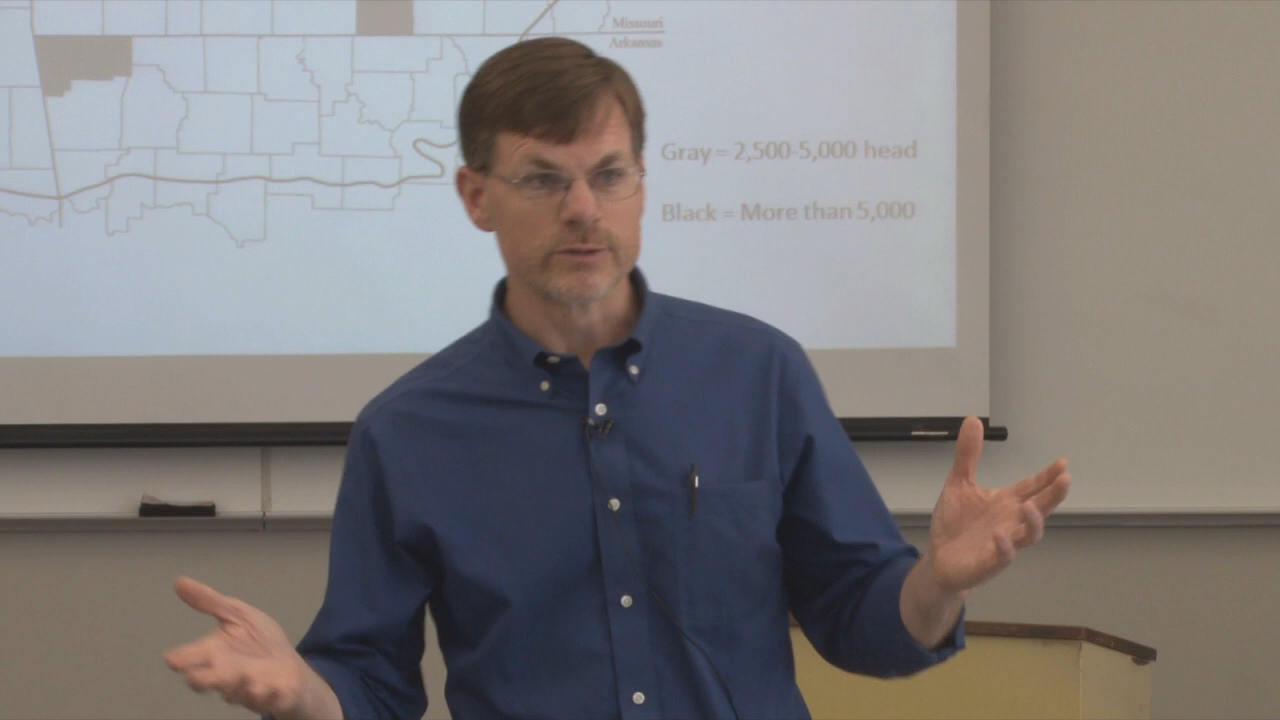 Missouri
Arkansas
Gray = 2,500-5,000 head
Black = More than 5,000